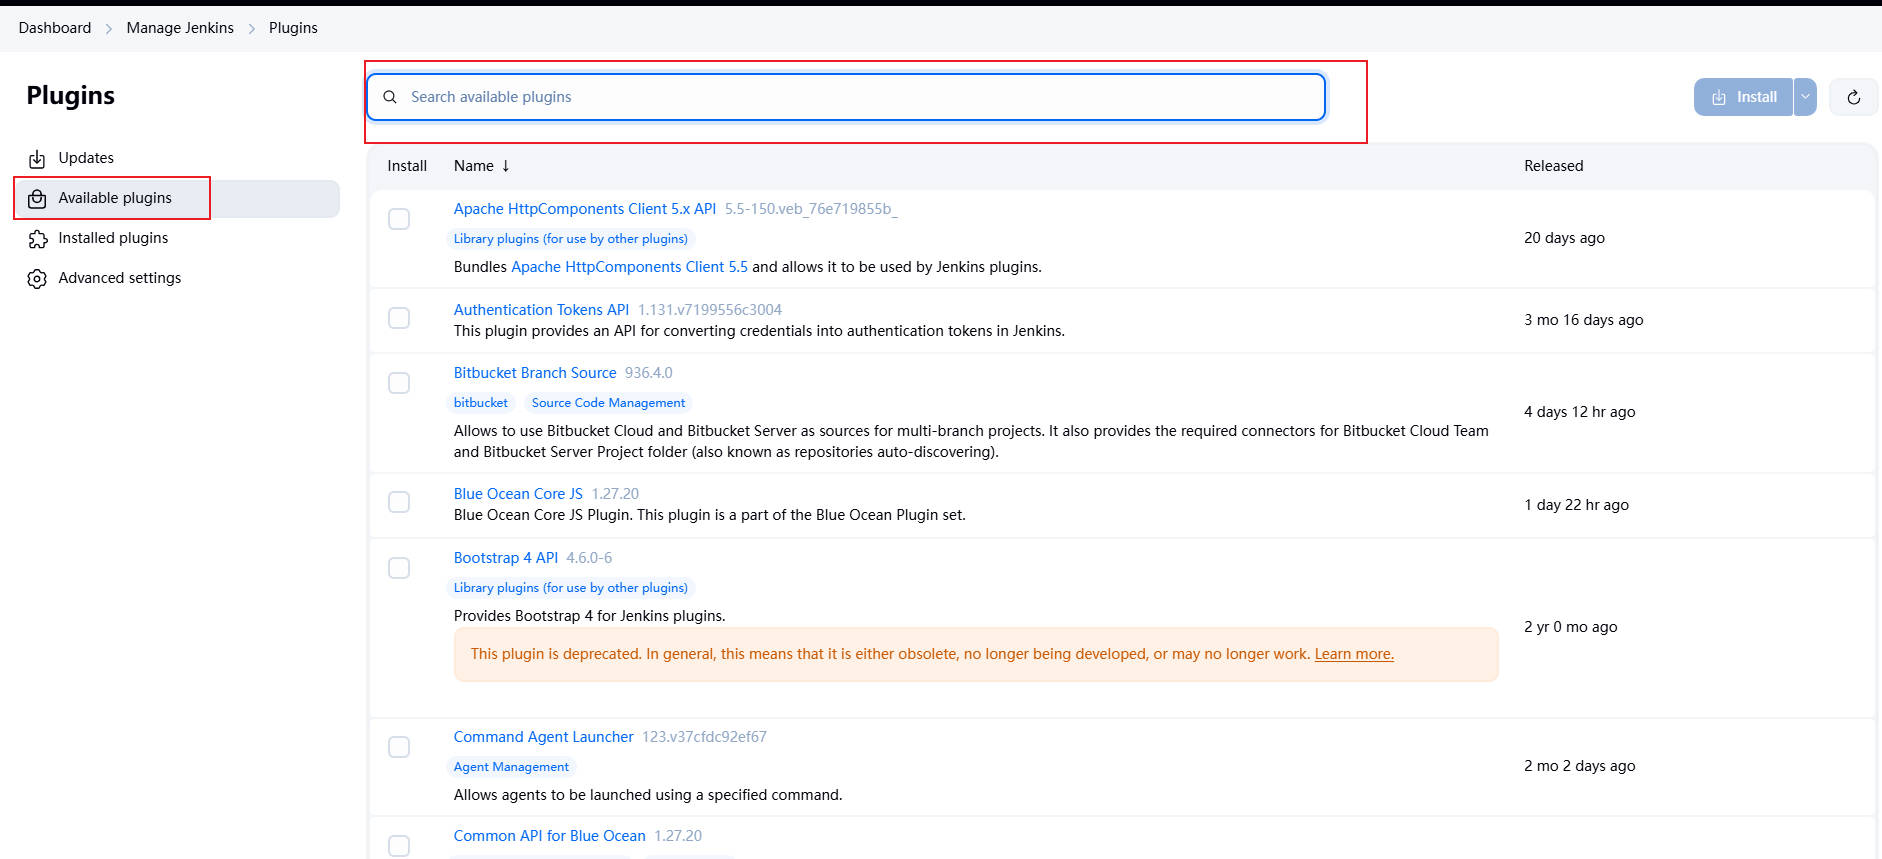 Dashboard > Manage Jenkins > Plugins
Plugins
Updates
Available plugins
Installed plugins
Advanced settings
Search available plugins
Install
Install Name ↓ Released
Apache HttpComponents Client 5.x API 5.5-150.veb_76e719855b_
Library plugins (for use by other plugins)
Bundles Apache HttpComponents Client 5.5 and allows it to be used by Jenkins plugins.
20 days ago
Authentication Tokens API 1.131.v7199556c3004
This plugin provides an API for converting credentials into authentication tokens in Jenkins.
3 mo 16 days ago
Bitbucket Branch Source 936.4.0
bitbucket Source Code Management
Allows to use Bitbucket Cloud and Bitbucket Server as sources for multi-branch projects. It also provides the required connectors for Bitbucket Cloud Team
and Bitbucket Server Project folder (also known as repositories auto-discovering).
4 days 12 hr ago
Blue Ocean Core JS 1.27.20
Blue Ocean Core JS Plugin. This plugin is a part of the Blue Ocean Plugin set.
1 day 22 hr ago
Bootstrap 4 API 4.6.0-6
Library plugins (for use by other plugins)
Provides Bootstrap 4 for Jenkins plugins.
This plugin is deprecated. In general, this means that it is either obsolete, no longer being developed, or may no longer work. Learn more.
2 yr 0 mo ago
Command Agent Launcher 123.v37cfdc92ef67
Agent Management
Allows agents to be launched using a specified command.
2 mo 2 days ago
Common API for Blue Ocean 1.27.20